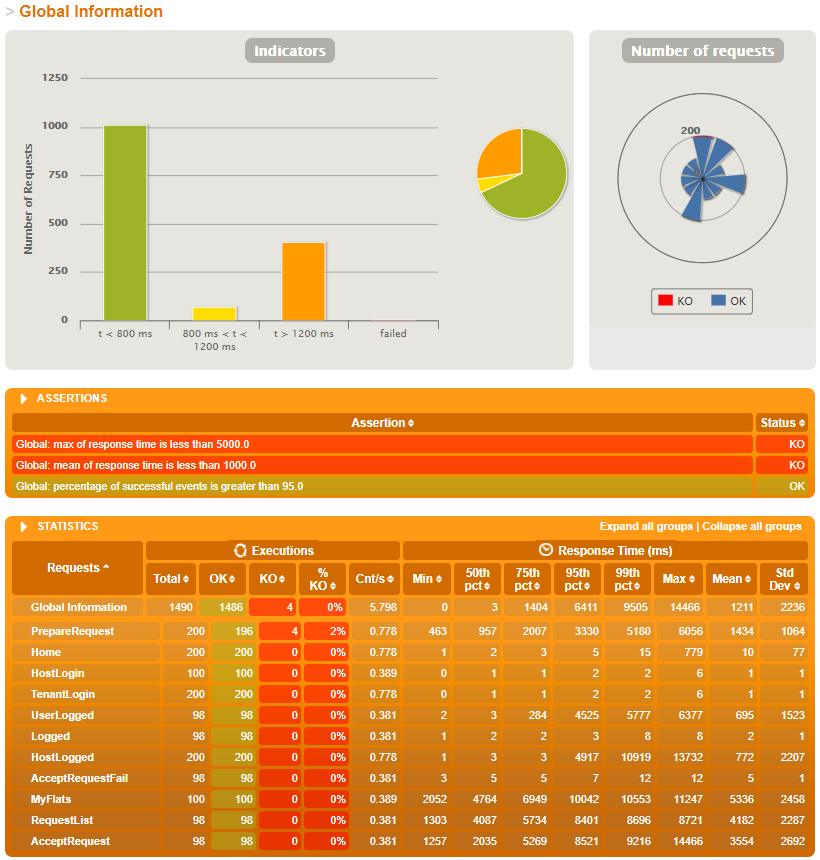 > Global Information
Indicators
Number of Requests
1250
1000
750
500
250
0
t < 800 ms
800 ms < t <
1200 ms
t > 1200 ms
failed
Number of requests
200
0
KO OK
ASSERTIONS
Assertion Status
Global: max of response time is less than 5000.0 KO
Global: mean of response time is less than 1000.0 KO
Global: percentage of successful events is greater than 95.0 OK
STATISTICS Expand all groups | Collapse all groups
Requests Executions Response Time (ms)
Total OK KO % KO Cnt/s Min 50th pct 75th pct 95th pct 99th pct Max Mean Std Dev
Global Information 1490 1486 4 0% 5.798 0 3 1404 6411 9505 14466 1211 2236
PrepareRequest 200 196 4 2% 0.778 463 957 2007 3330 5180 6056 1434 1064
Home 200 200 0 0% 0.778 1 2 3 5 15 779 10 77
HostLogin 100 100 0 0% 0.389 0 1 1 2 2 6 1 1
TenantLogin 200 200 0 0% 0.778 0 1 1 2 2 6 1 1
UserLogged 98 98 0 0% 0.381 2 3 284 4525 5777 6377 695 1523
Logged 98 98 0 0% 0.381 1 2 2 3 8 8 2 1
HostLogged 200 200 0 0% 0.778 1 3 3 4917 10919 13732 772 2207
AcceptRequestFail 98 98 0 0% 0.381 3 5 5 7 12 12 5 1
MyFlats 100 100 0 0% 0.389 2052 4764 6949 10042 10553 11247 5336 2458
RequestList 98 98 0 0% 0.381 1303 4087 5734 8401 8696 8721 4182 2287
AcceptRequest 98 98 0 0% 0.381 1257 2035 5269 8521 9216 14466 3554 2692